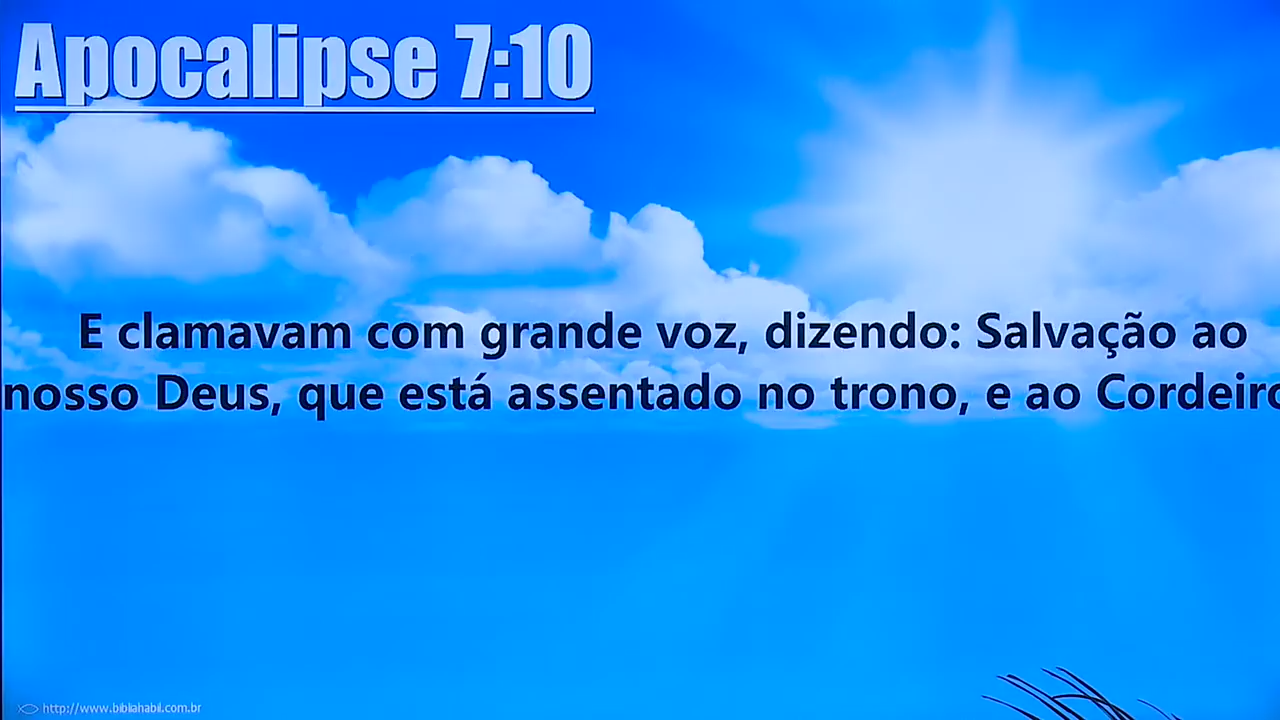 Apocalipse 7:10
E clamavam com grande voz, dizendo: Salvação ao
nosso Deus, que está assentado no trono, e ao Cordeiro
http://www.bibliahabil.com.br